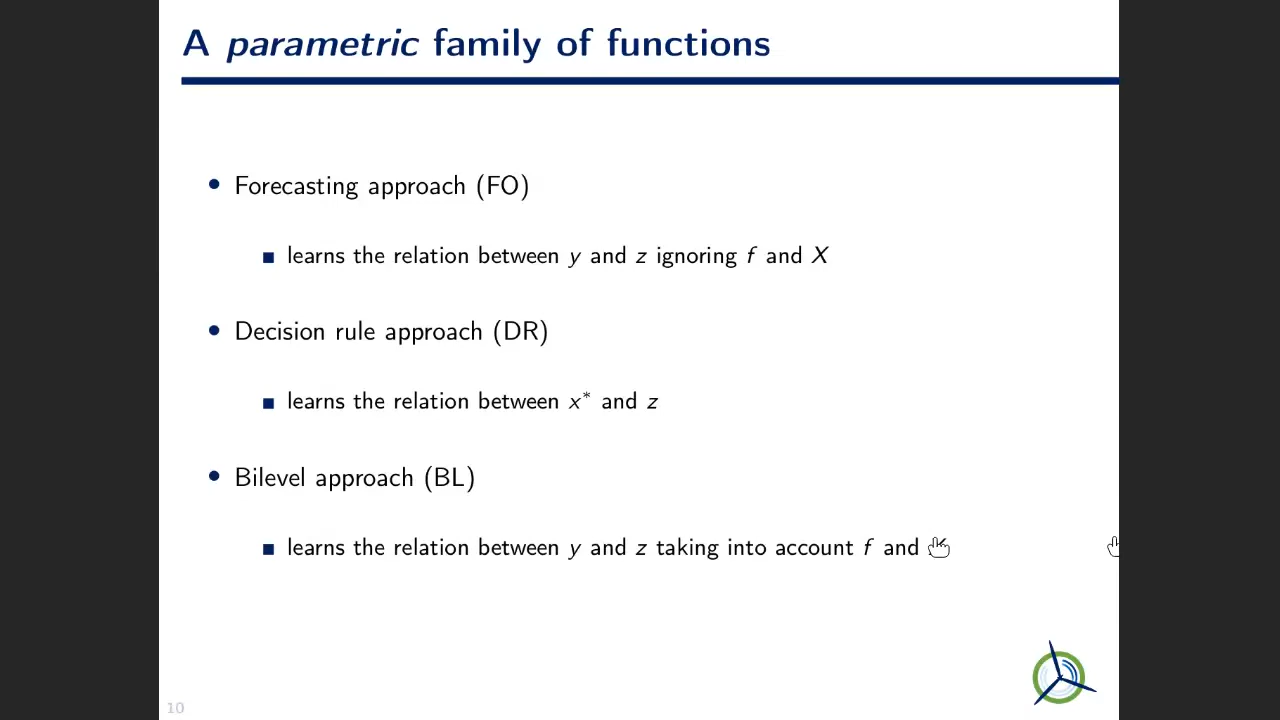 A parametric family of functions
• Forecasting approach (FO)
■ learns the relation between y and z ignoring f and X
• Decision rule approach (DR)
■ learns the relation between x* and z
• Bilevel approach (BL)
■ learns the relation between y and z taking into account f and
10